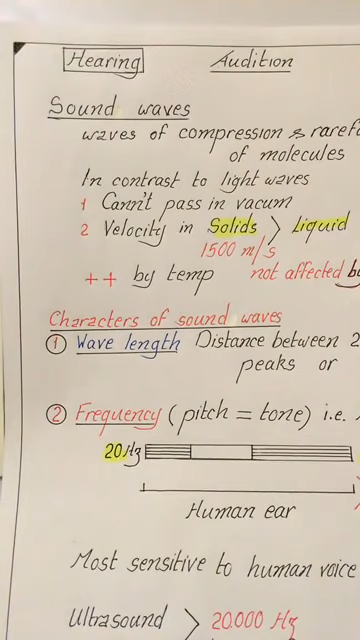 Hearing Audition
Sound waves
waves of compression & raref
of molecules
In contrast to light waves
1 Cann't pass in vacum
2 Velocity in Solids > Liquid
1500 m/s
++ by temp not affected by
Characters of sound waves
① Wave length Distance between 2
peaks or
② Frequency (pitch = tone) i.e.
20 Hz
Human ear
Most sensitive to human voice
Ultrasound > 20.000 Hz